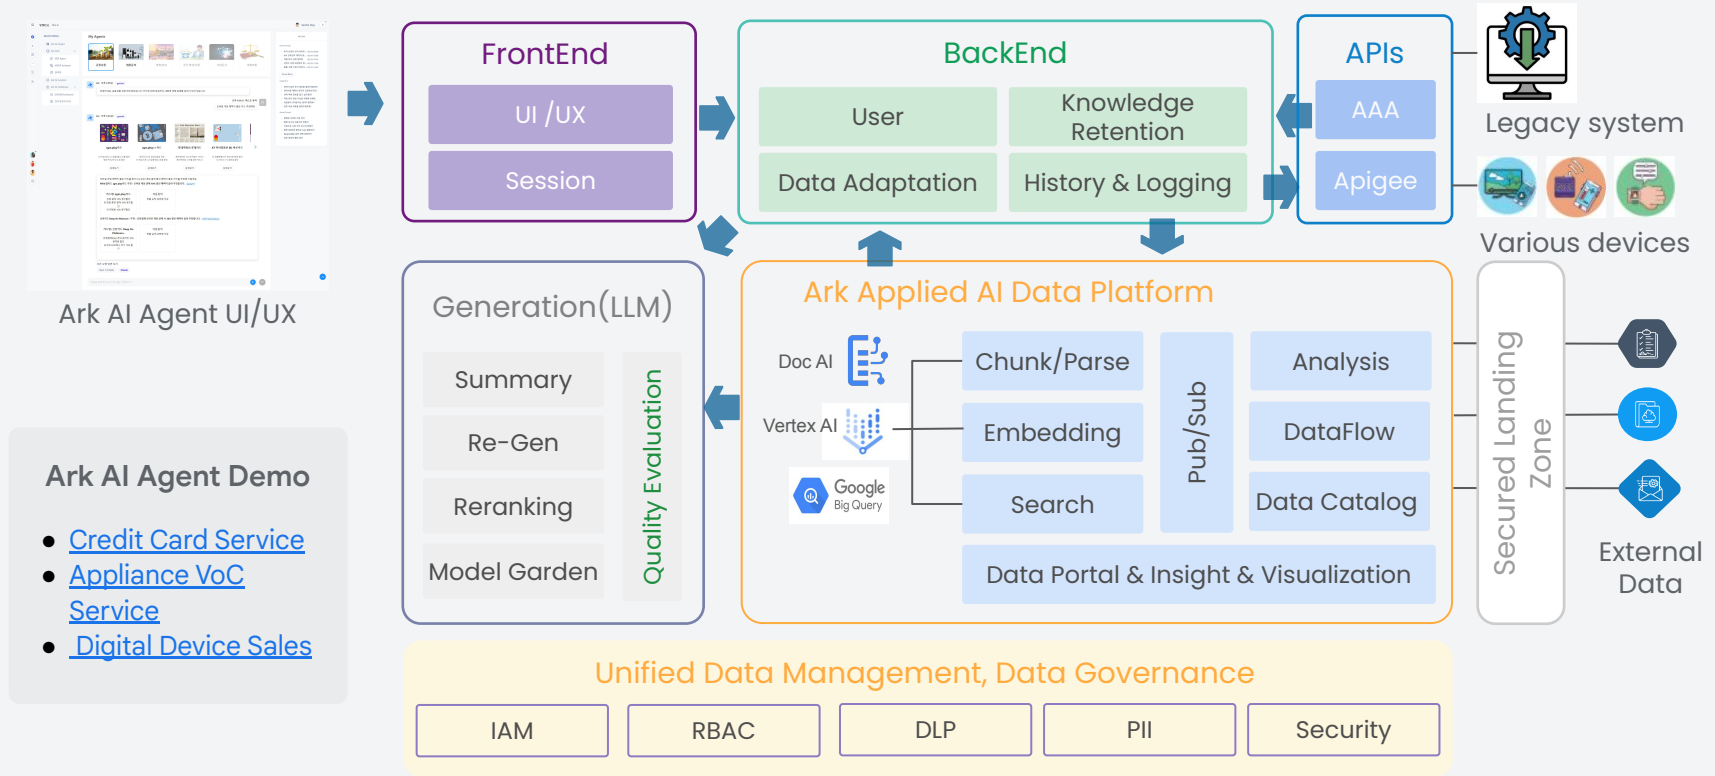 My Agents
Ark AI Agent UI/UX
Ark AI Agent Demo
Credit Card Service
Appliance VoC
Service
Digital Device Sales
FrontEnd
UI /UX
Session
BackEnd
User
Knowledge
Retention
Data Adaptation
History & Logging
APIs
AAA
Apigee
Legacy system
Various devices
Generation(LLM)
Summary
Re-Gen
Reranking
Model Garden
Quality Evaluation
Ark Applied AI Data Platform
Doc AI
Vertex AI
Google
Big Query
Chunk/Parse
Embedding
Search
Pub/Sub
Analysis
DataFlow
Data Catalog
Data Portal & Insight & Visualization
Secured Landing
Zone
External
Data
Unified Data Management, Data Governance
IAM
RBAC
DLP
PII
Security